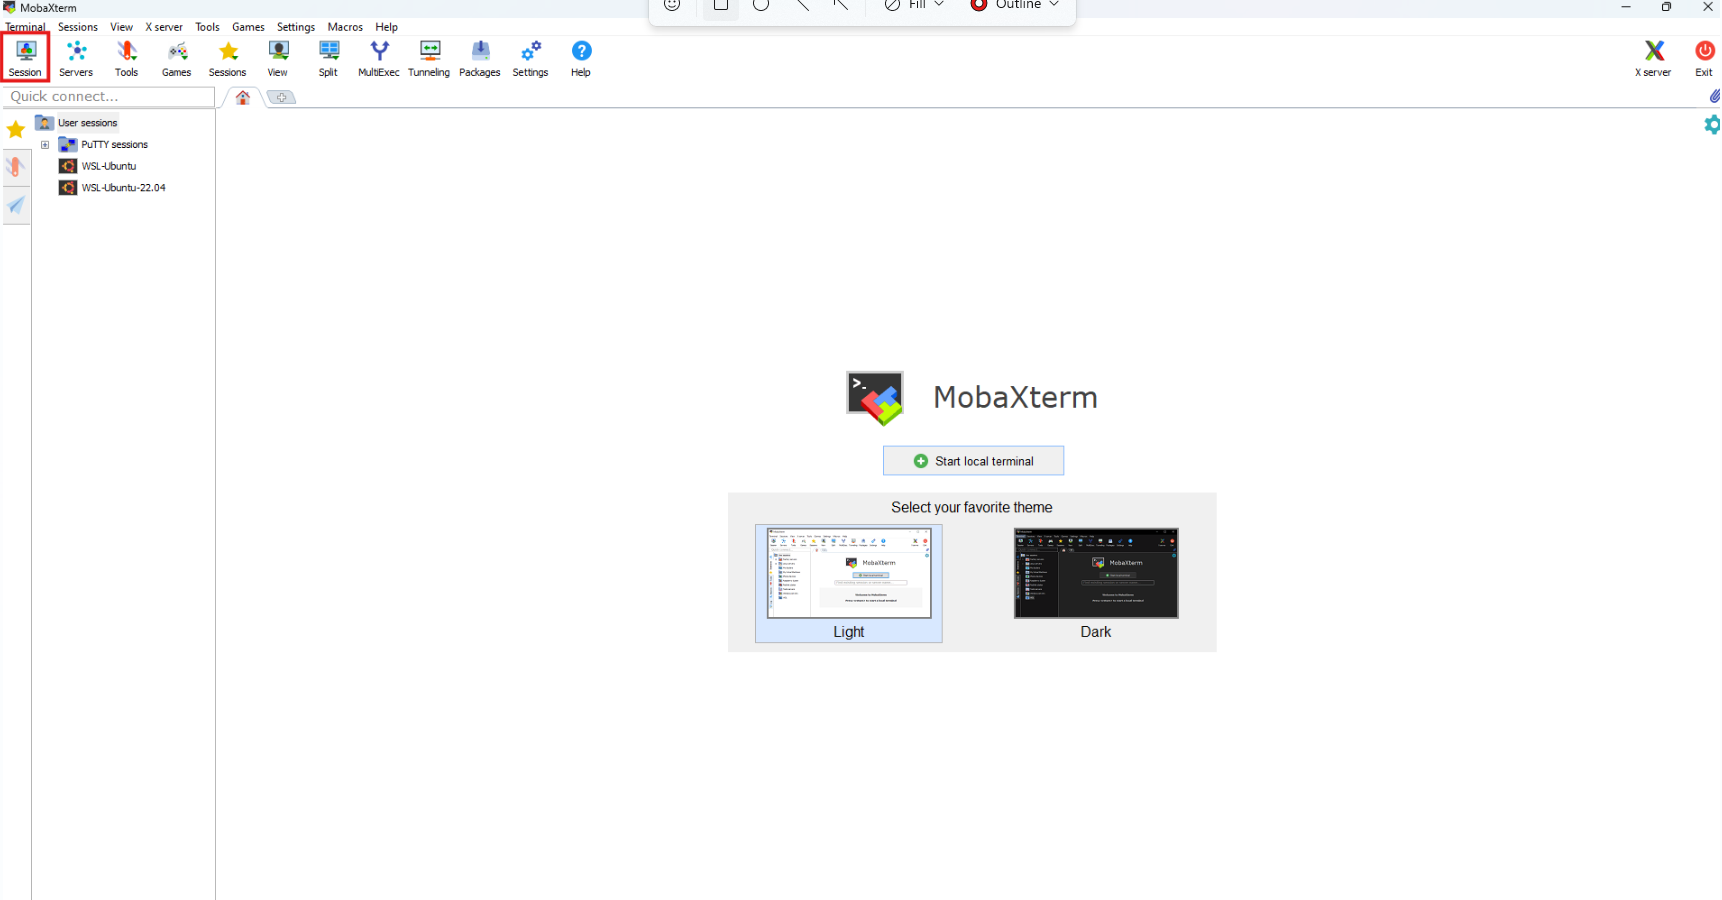 MobaXterm
Fill
Outline
Terminal Sessions View X server Tools Games Settings Macros Help
Session Servers Tools Games Sessions View Split MultiExec Tunneling Packages Settings Help X server Exit
Quick connect...
User sessions
PuTTY sessions
WSL-Ubuntu
WSL-Ubuntu-22.04
>_
MobaXterm
Start local terminal
Select your favorite theme
MobaXterm
MobaXterm
Light
Dark